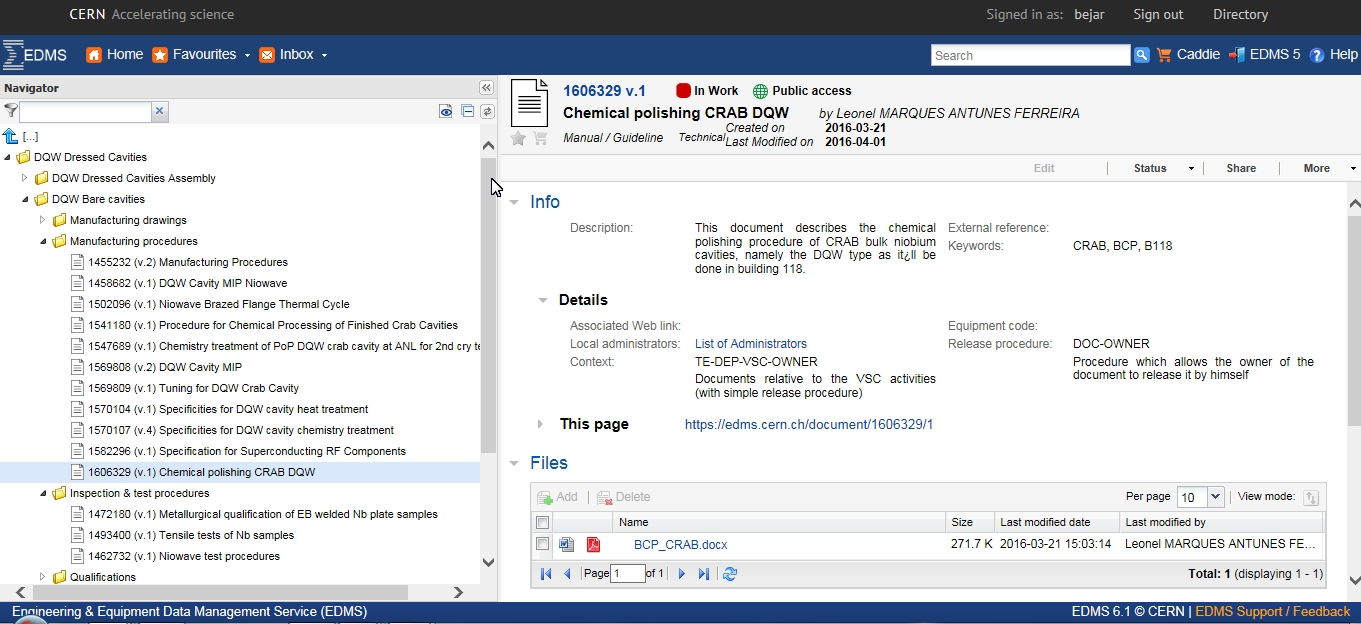 CERN Accelerating science
Signed in as: bejar Sign out Directory
EDMS Home Favourites Inbox
Search Caddie EDMS 5 Help
Navigator
[...]
DQW Dressed Cavities
DQW Dressed Cavities Assembly
DQW Bare cavities
Manufacturing drawings
Manufacturing procedures
1455232 (v.2) Manufacturing Procedures
1458682 (v.1) DQW Cavity MIP Niowave
1502096 (v.1) Niowave Brazed Flange Thermal Cycle
1541180 (v.1) Procedure for Chemical Processing of Finished Crab Cavities
1547689 (v.1) Chemistry treatment of PoP DQW crab cavity at ANL for 2nd cry te
1569808 (v.2) DQW Cavity MIP
1569809 (v.1) Tuning for DQW Crab Cavity
1570104 (v.1) Specificities for DQW cavity heat treatment
1570107 (v.4) Specificities for DQW cavity chemistry treatment
1582296 (v.1) Specification for Superconducting RF Components
1606329 (v.1) Chemical polishing CRAB DQW
Inspection & test procedures
1472180 (v.1) Metallurgical qualification of EB welded Nb plate samples
1493400 (v.1) Tensile tests of Nb samples
1462732 (v.1) Niowave test procedures
Qualifications
1606329 v.1 In Work Public access
Chemical polishing CRAB DQW by Leonel MARQUES ANTUNES FERREIRA
Manual / Guideline Technical
Created on 2016-03-21
Last Modified on 2016-04-01
Edit Status Share More
Info
Description: This document describes the chemical
polishing procedure of CRAB bulk niobium
cavities, namely the DQW type as it¿ll be
done in building 118.
External reference:
Keywords: CRAB, BCP, B118
Details
Associated Web link:
Local administrators: List of Administrators
Context: TE-DEP-VSC-OWNER
Documents relative to the VSC activities
(with simple release procedure)
Equipment code:
Release procedure: DOC-OWNER
Procedure which allows the owner of the
document to release it by himself
This page https://edms.cern.ch/document/1606329/1
Files
Add Delete Per page 10 View mode:
Name Size Last modified date Last modified by
BCP_CRAB.docx 271.7 K 2016-03-21 15:03:14 Leonel MARQUES ANTUNES FE...
Page 1 of 1 Total: 1 (displaying 1 - 1)
Engineering & Equipment Data Management Service (EDMS)
EDMS 6.1 © CERN | EDMS Support / Feedback